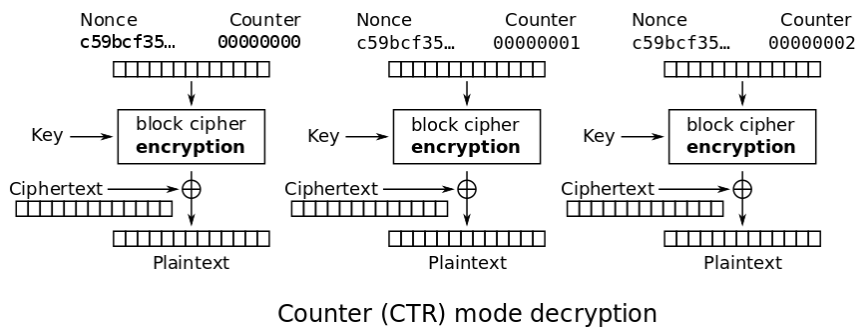 Nonce Counter
c59bcf35… 00000000
Key
block cipher
encryption
Ciphertext
Plaintext
Nonce Counter
c59bcf35… 00000001
Key
block cipher
encryption
Ciphertext
Plaintext
Nonce Counter
c59bcf35… 00000002
Key
block cipher
encryption
Ciphertext
Plaintext
Counter (CTR) mode decryption